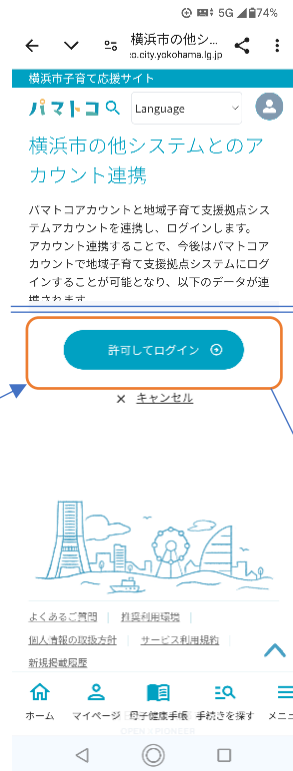 5G 74%
横浜市の他シ...
:o.city.yokohama.lg.jp
横浜市子育て応援サイト
パマトコ
Language
横浜市の他システムとのア
カウント連携
パマトコアカウントと地域子育て支援拠点シス
テムアカウントを連携し、ログインします。
アカウント連携することで、今後はパマトコア
カウントで地域子育て支援拠点システムにログ
インすることが可能となり、以下のデータが連
携されます
許可してログイン
× キャンセル
よくあるご質問
推奨利用環境
個人情報の取扱方針
サービス利用規約
新規掲載履歴
ホーム
マイページ
母子健康手帳
手続きを探す
メニュ